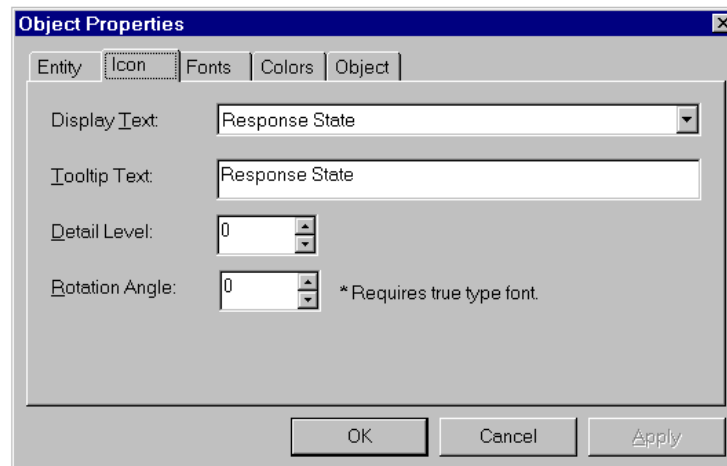 Object Properties
Entity Icon Fonts Colors Object
Display Text: Response State
Tooltip Text: Response State
Detail Level: 0
Rotation Angle: 0 * Requires true type font.
OK Cancel Apply